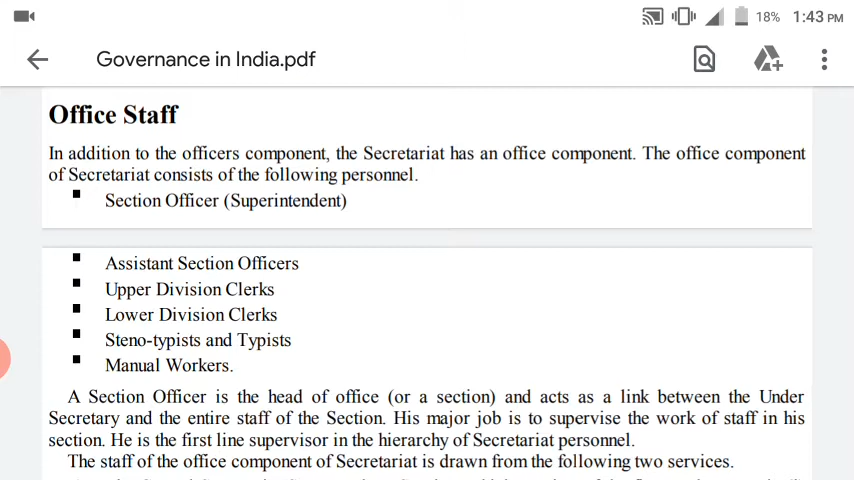 18% 1:43 PM
Governance in India.pdf
Office Staff
In addition to the officers component, the Secretariat has an office component. The office component
of Secretariat consists of the following personnel.
▪ Section Officer (Superintendent)
▪ Assistant Section Officers
▪ Upper Division Clerks
▪ Lower Division Clerks
▪ Steno-typists and Typists
▪ Manual Workers.
A Section Officer is the head of office (or a section) and acts as a link between the Under
Secretary and the entire staff of the Section. His major job is to supervise the work of staff in his
section. He is the first line supervisor in the hierarchy of Secretariat personnel.
The staff of the office component of Secretariat is drawn from the following two services.